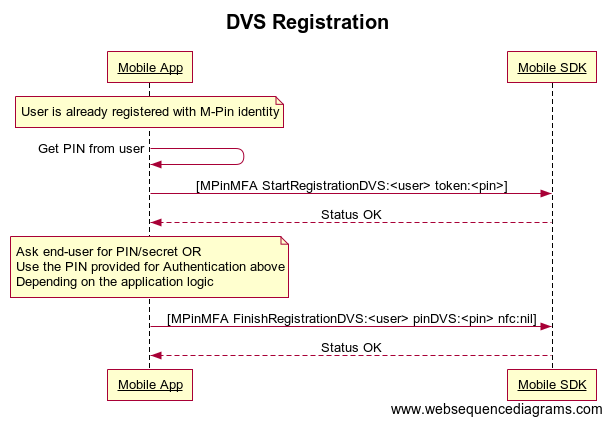 DVS Registration
Mobile App
Mobile SDK
User is already registered with M-Pin identity
Get PIN from user
[MPinMFA StartRegistrationDVS:<user> token:<pin>]
Status OK
Ask end-user for PIN/secret OR
Use the PIN provided for Authentication above
Depending on the application logic
[MPinMFA FinishRegistrationDVS:<user> pinDVS:<pin> nfc:nil]
Status OK
Mobile App
Mobile SDK
www.websequencediagrams.com